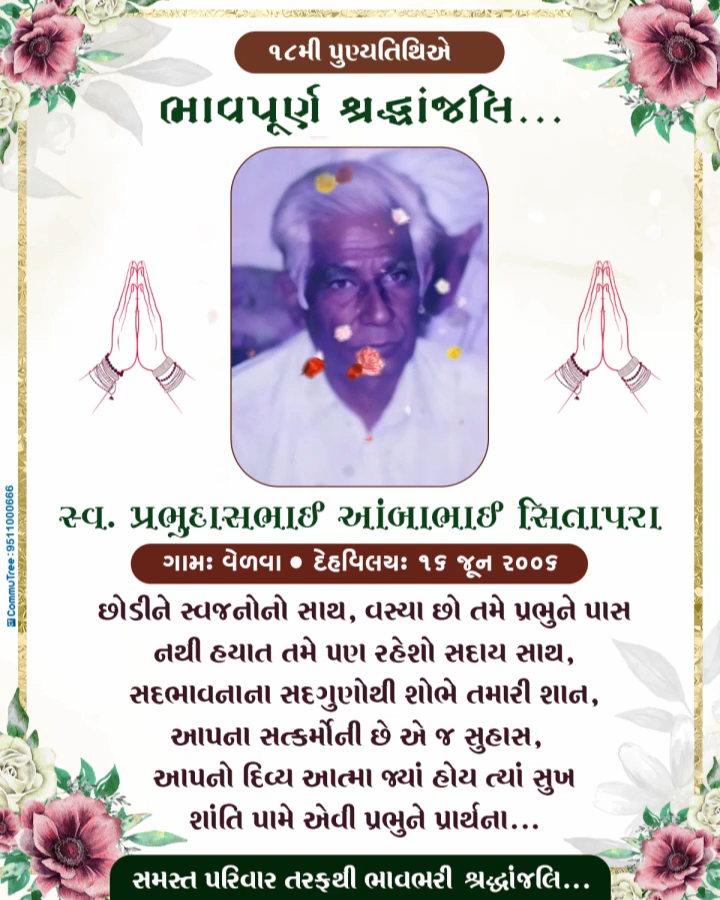 ૧૮મી પુણ્યતિથિએ
ભાવપૂર્ણ શ્રદ્ધાંજલિ...
સ્વ. પ્રભુદાસભાઈ આંબાભાઈ સિતાપરા
ગામઃ વેળવા ● દેહવિલયઃ ૧૬ જૂન ૨૦૦૬
છોડીને સ્વજનોનો સાથ, વસ્યા છો તમે પ્રભુને પાસ
નથી હયાત તમે પણ રહેશો સદાય સાથ,
સદભાવનાના સદગુણોથી શોભે તમારી શાન,
આપના સત્કર્મોની છે એ જ સુહાસ,
આપનો દિવ્ય આત્મા જ્યાં હોય ત્યાં સુખ
શાંતિ પામે એવી પ્રભુને પ્રાર્થના...
સમસ્ત પરિવાર તરફથી ભાવભરી શ્રદ્ધાંજલિ...
CommuTree : 9511000666